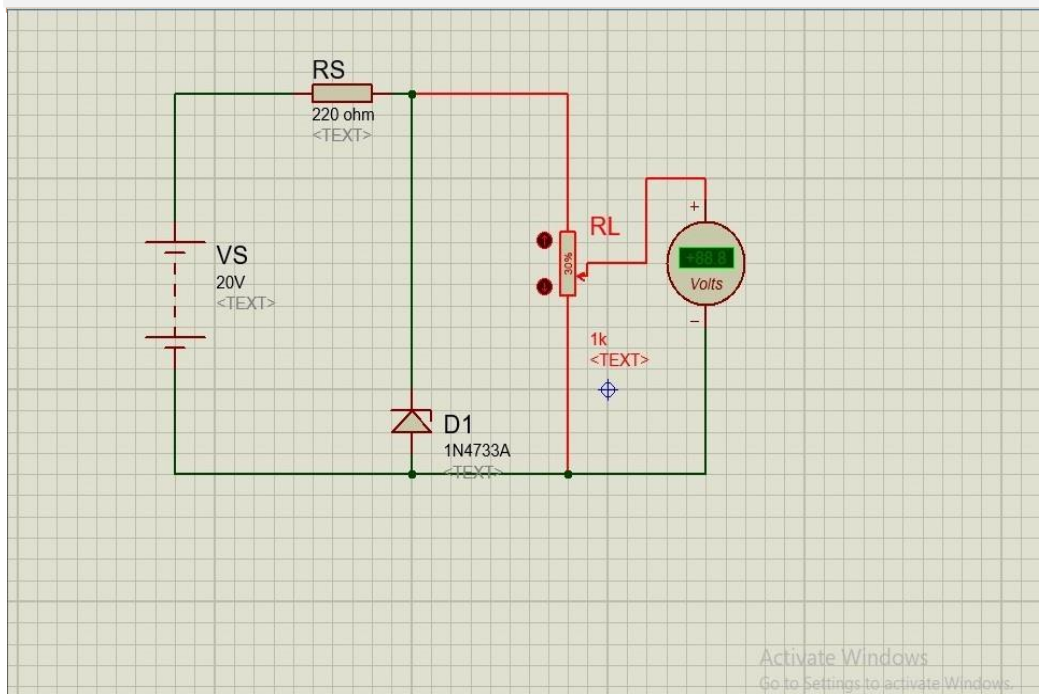 RS
220 ohm
<TEXT>
VS
20V
<TEXT>
RL
30%
1k
<TEXT>
+
+88.8
Volts
−
D1
1N4733A
<TEXT>
Activate Windows
Go to Settings to activate Windows.